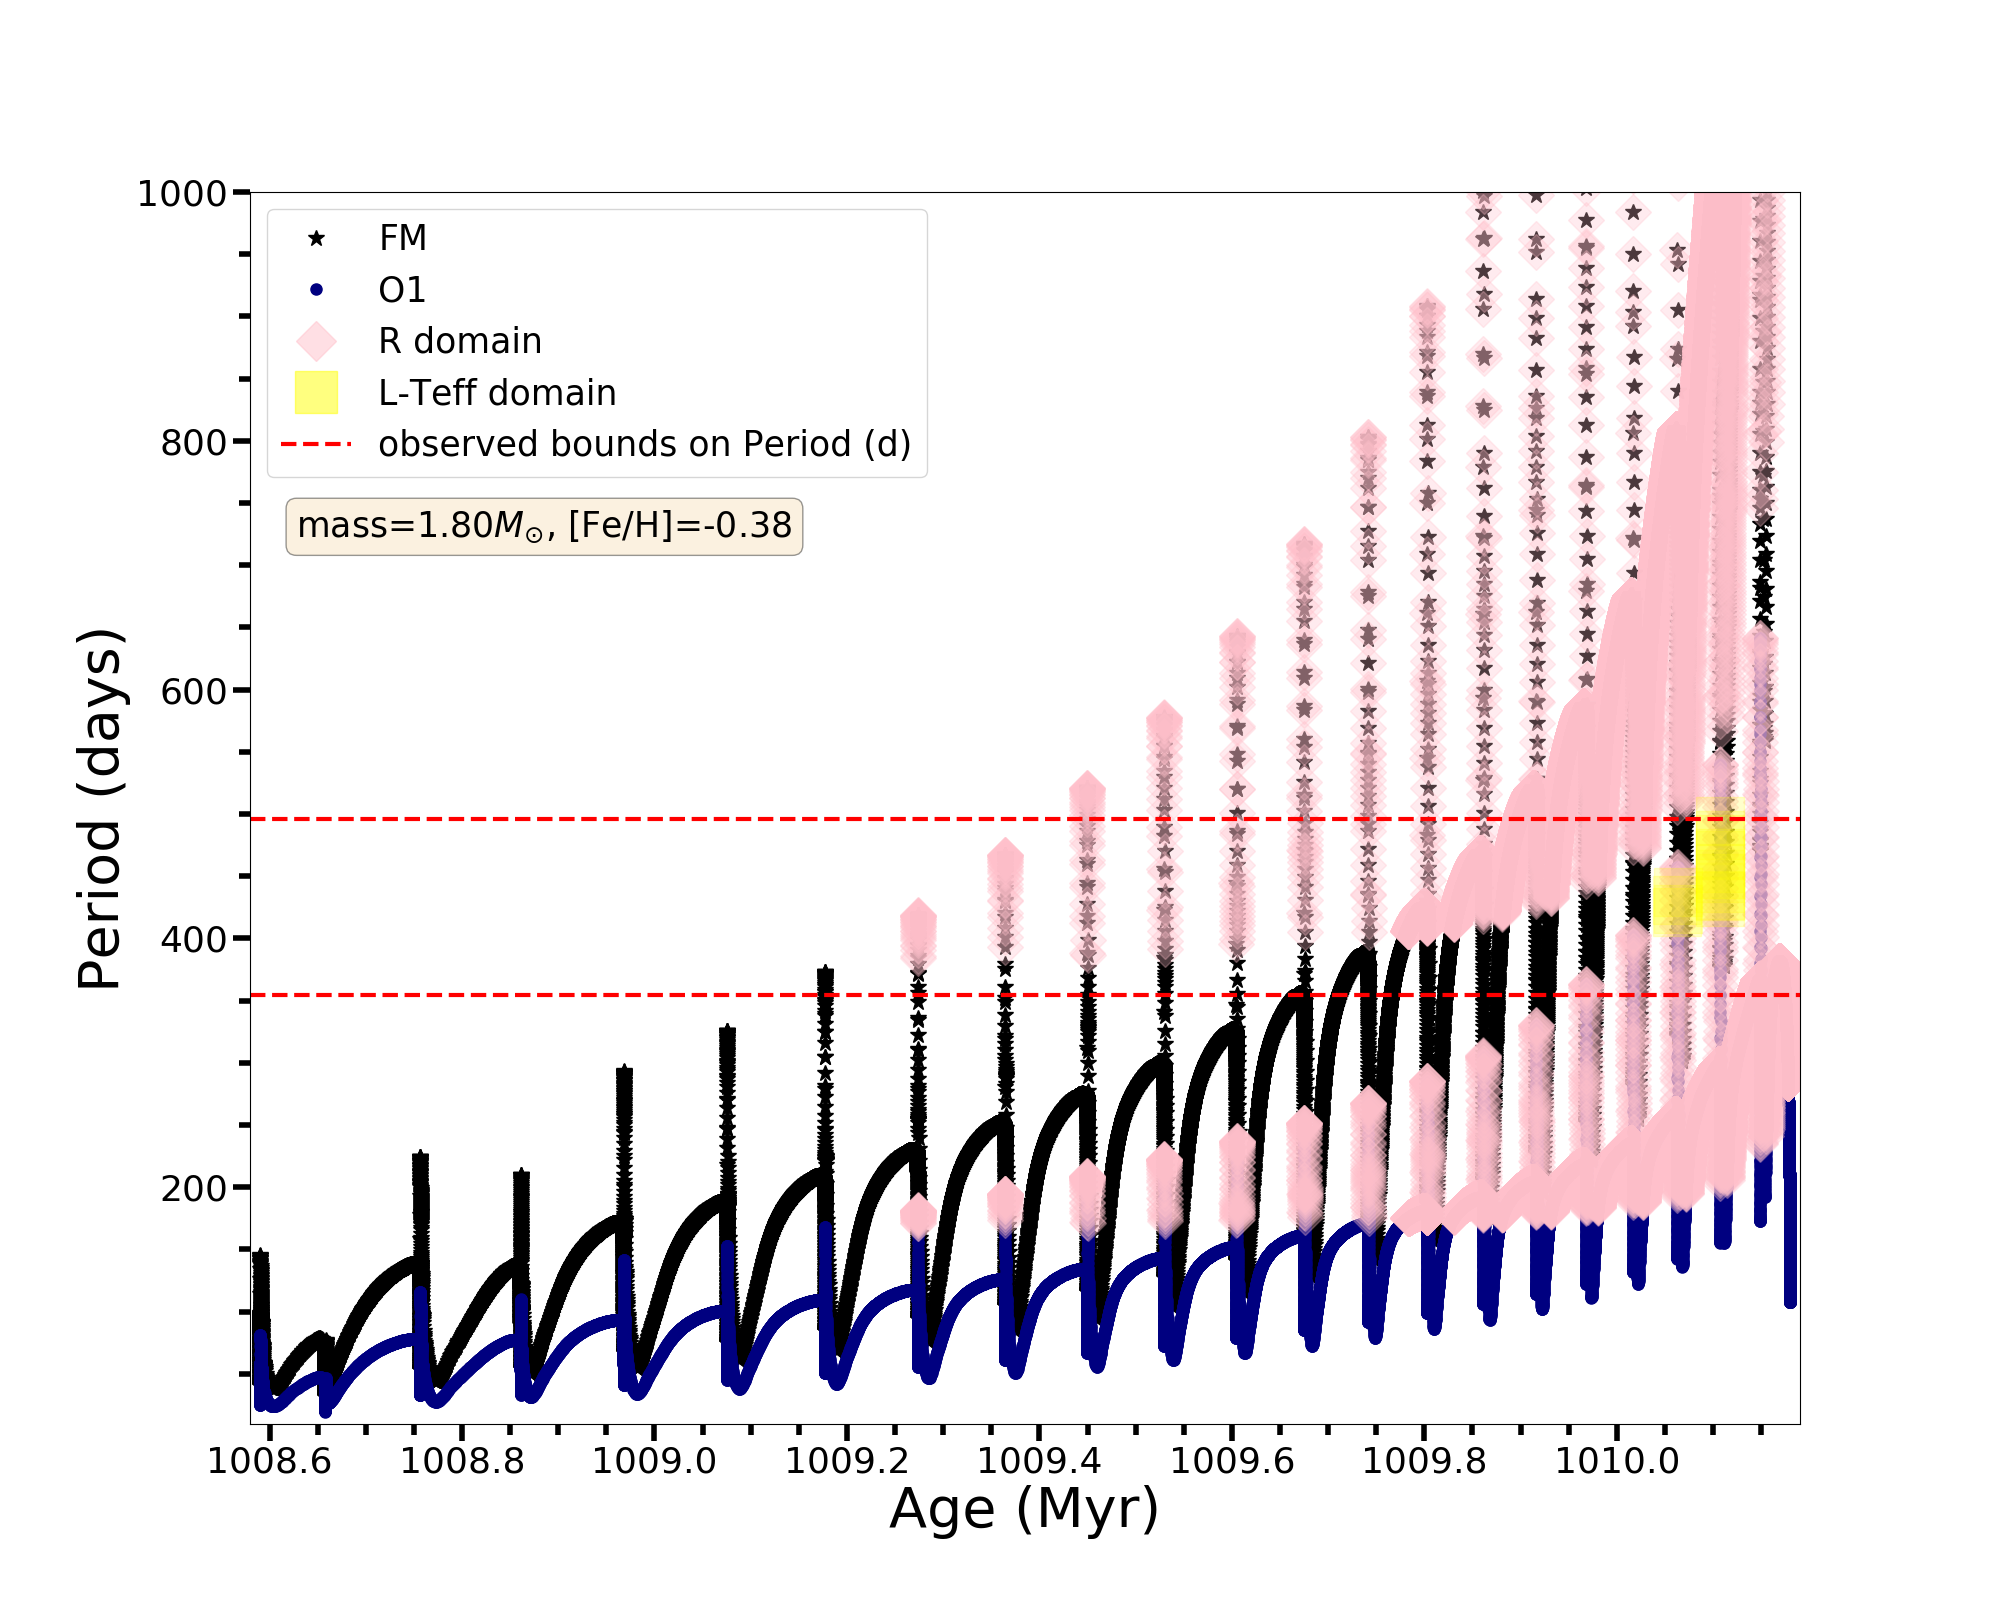 1000
800
600
400
200
Period (days)
FM
O1
R domain
L-Teff domain
observed bounds on Period (d)
mass=1.80M⊙, [Fe/H]=-0.38
1008.6 1008.8 1009.0 1009.2 1009.4 1009.6 1009.8 1010.0
Age (Myr)